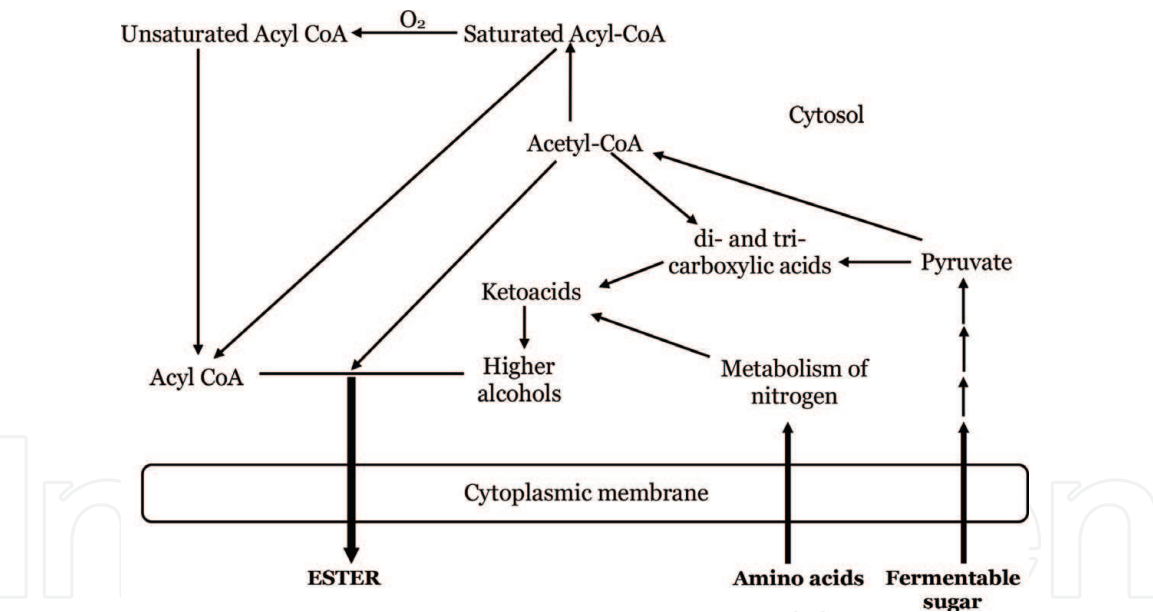 O₂
Unsaturated Acyl CoA
Saturated Acyl-CoA
Cytosol
Acetyl-CoA
di- and tri-
carboxylic acids
Pyruvate
Ketoacids
Acyl CoA
Higher
alcohols
Metabolism of
nitrogen
Cytoplasmic membrane
ESTER
Amino acids
Fermentable
sugar